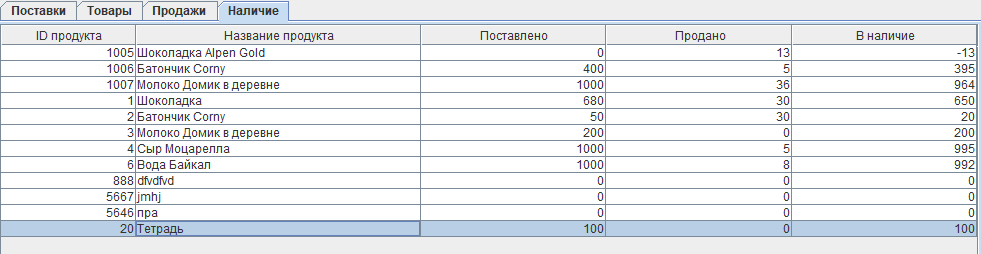 Поставки Товары Продажи Наличие
ID продукта Название продукта Поставлено Продано В наличие
1005 Шоколадка Alpen Gold 0 13 -13
1006 Батончик Corny 400 5 395
1007 Молоко Домик в деревне 1000 36 964
1 Шоколадка 680 30 650
2 Батончик Corny 50 30 20
3 Молоко Домик в деревне 200 0 200
4 Сыр Моцарелла 1000 5 995
6 Вода Байкал 1000 8 992
888 dfvdfvd 0 0 0
5667 jmhj 0 0 0
5646 пра 0 0 0
20 Тетрадь 100 0 100